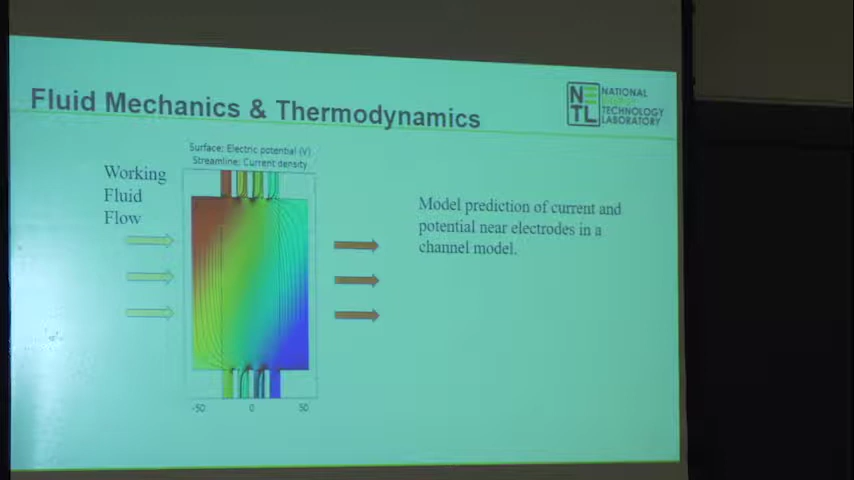 Fluid Mechanics & Thermodynamics
NETL
NATIONAL
ENERGY
TECHNOLOGY
LABORATORY
Surface: Electric potential (V)
Streamline: Current density
Working
Fluid
Flow
Model prediction of current and
potential near electrodes in a
channel model.
-50 0 50